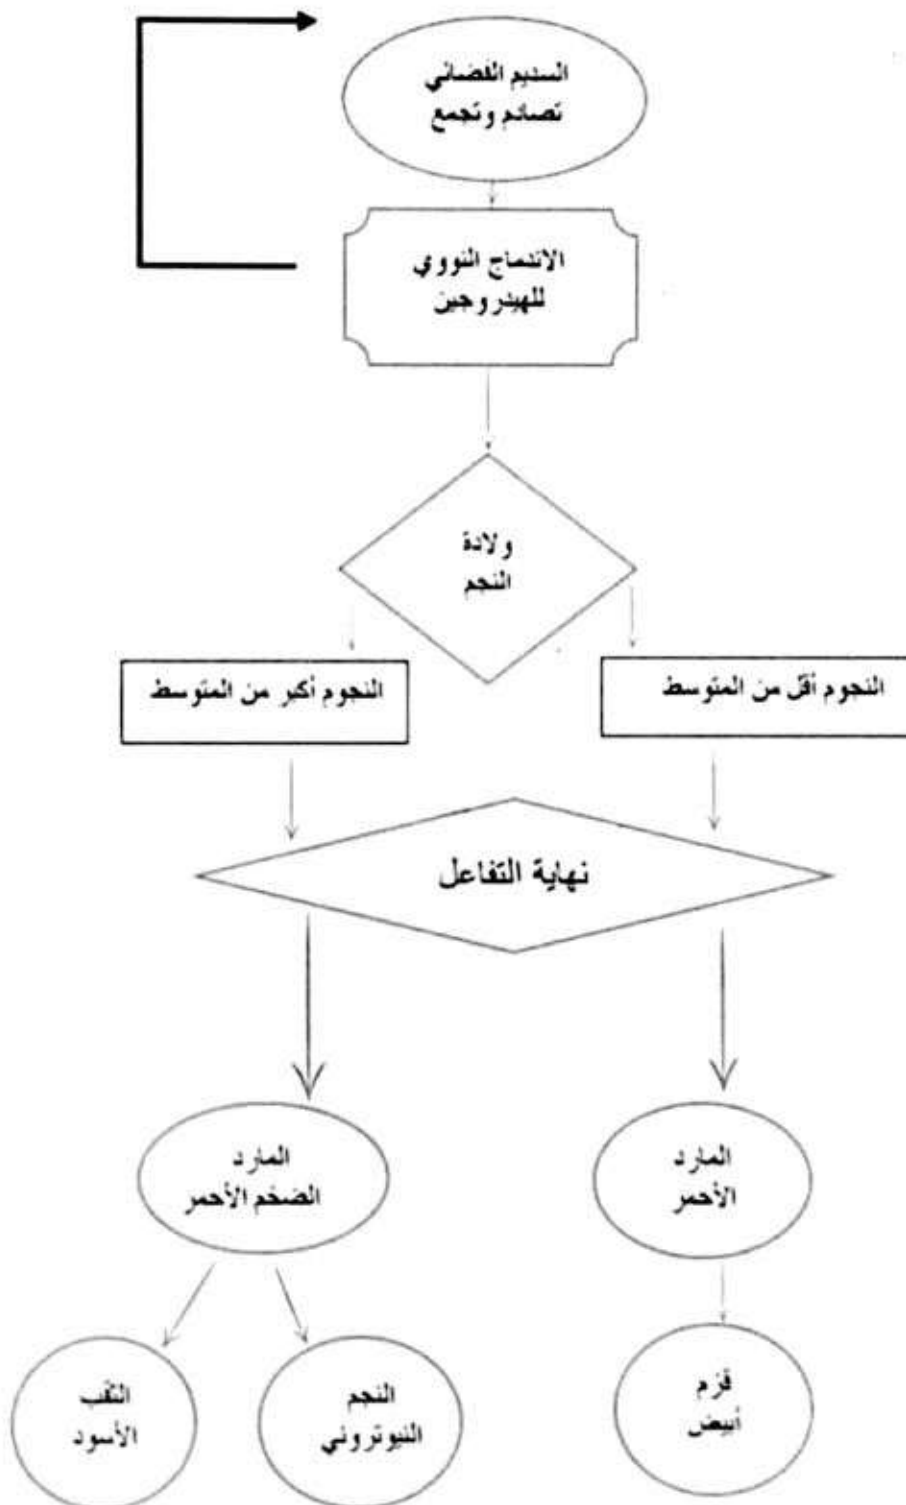 السديم الفضائي
تصادم وتجمع
الاندماج النووي
للهيدروجين
ولادة
النجم
النجوم أقل من المتوسط
النجوم أكبر من المتوسط
نهاية التفاعل
المارد
الأحمر
المارد
الضخم الأحمر
قزم
أبيض
النجم
النيوتروني
الثقب
الأسود